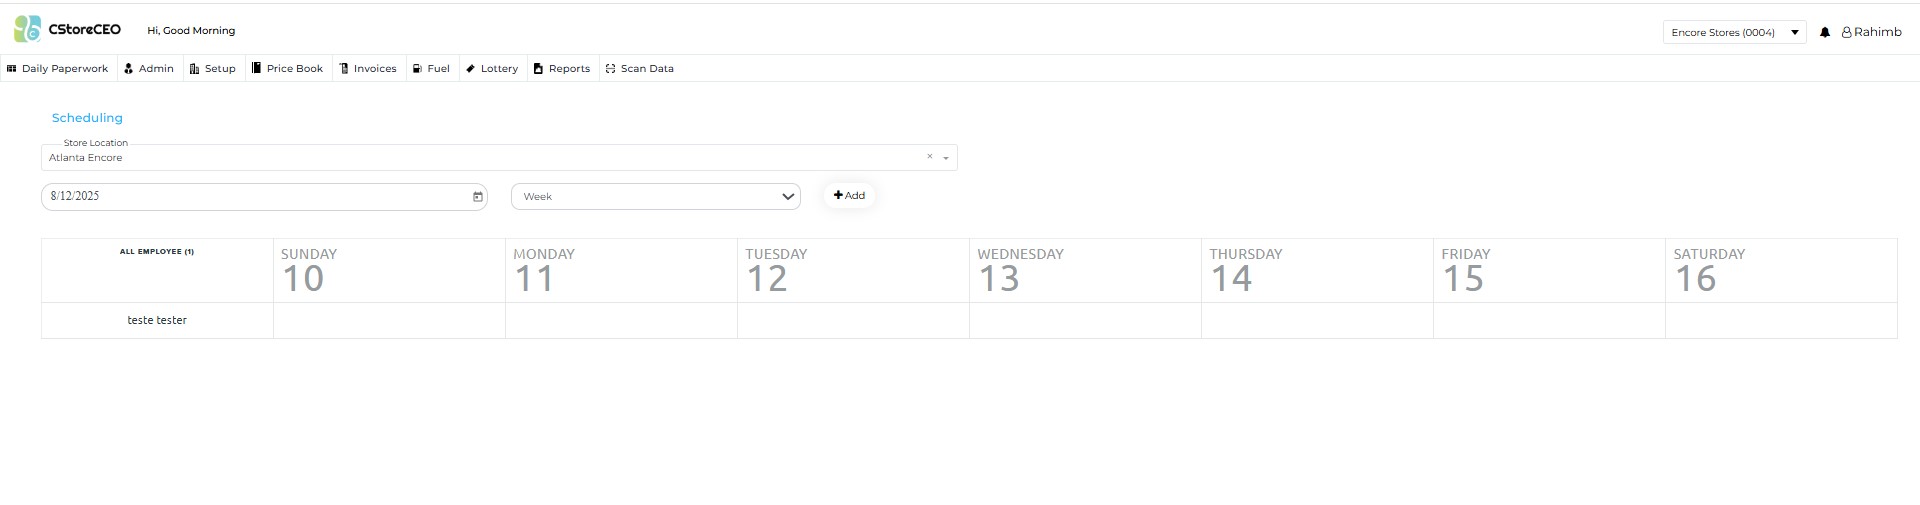 CStoreCEO Hi, Good Morning Encore Stores (0004) Rahimb
Daily Paperwork Admin Setup Price Book Invoices Fuel Lottery Reports Scan Data
Scheduling
Store Location
Atlanta Encore × 
8/12/2025 Week +Add
ALL EMPLOYEE (1) SUNDAY MONDAY TUESDAY WEDNESDAY THURSDAY FRIDAY SATURDAY
10 11 12 13 14 15 16
teste tester